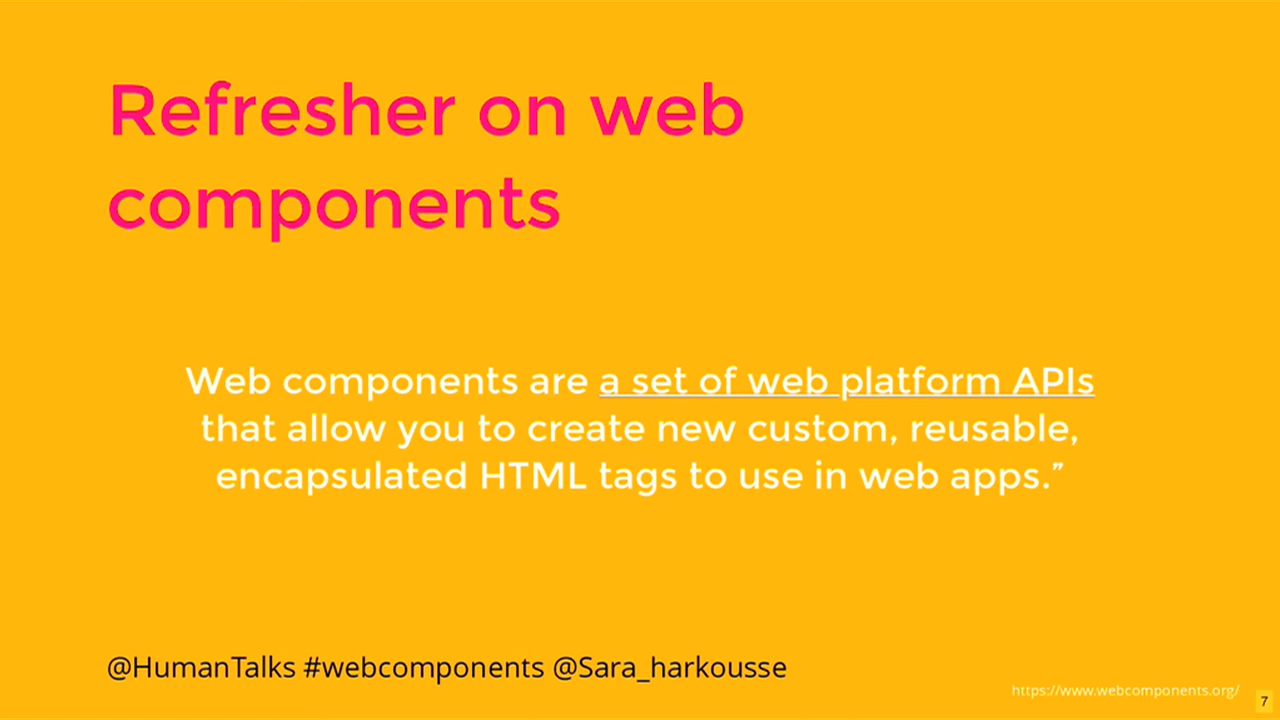 Refresher on web
components
Web components are a set of web platform APIs
that allow you to create new custom, reusable,
encapsulated HTML tags to use in web apps.”
@HumanTalks #webcomponents @Sara_harkousse
https://www.webcomponents.org/
7